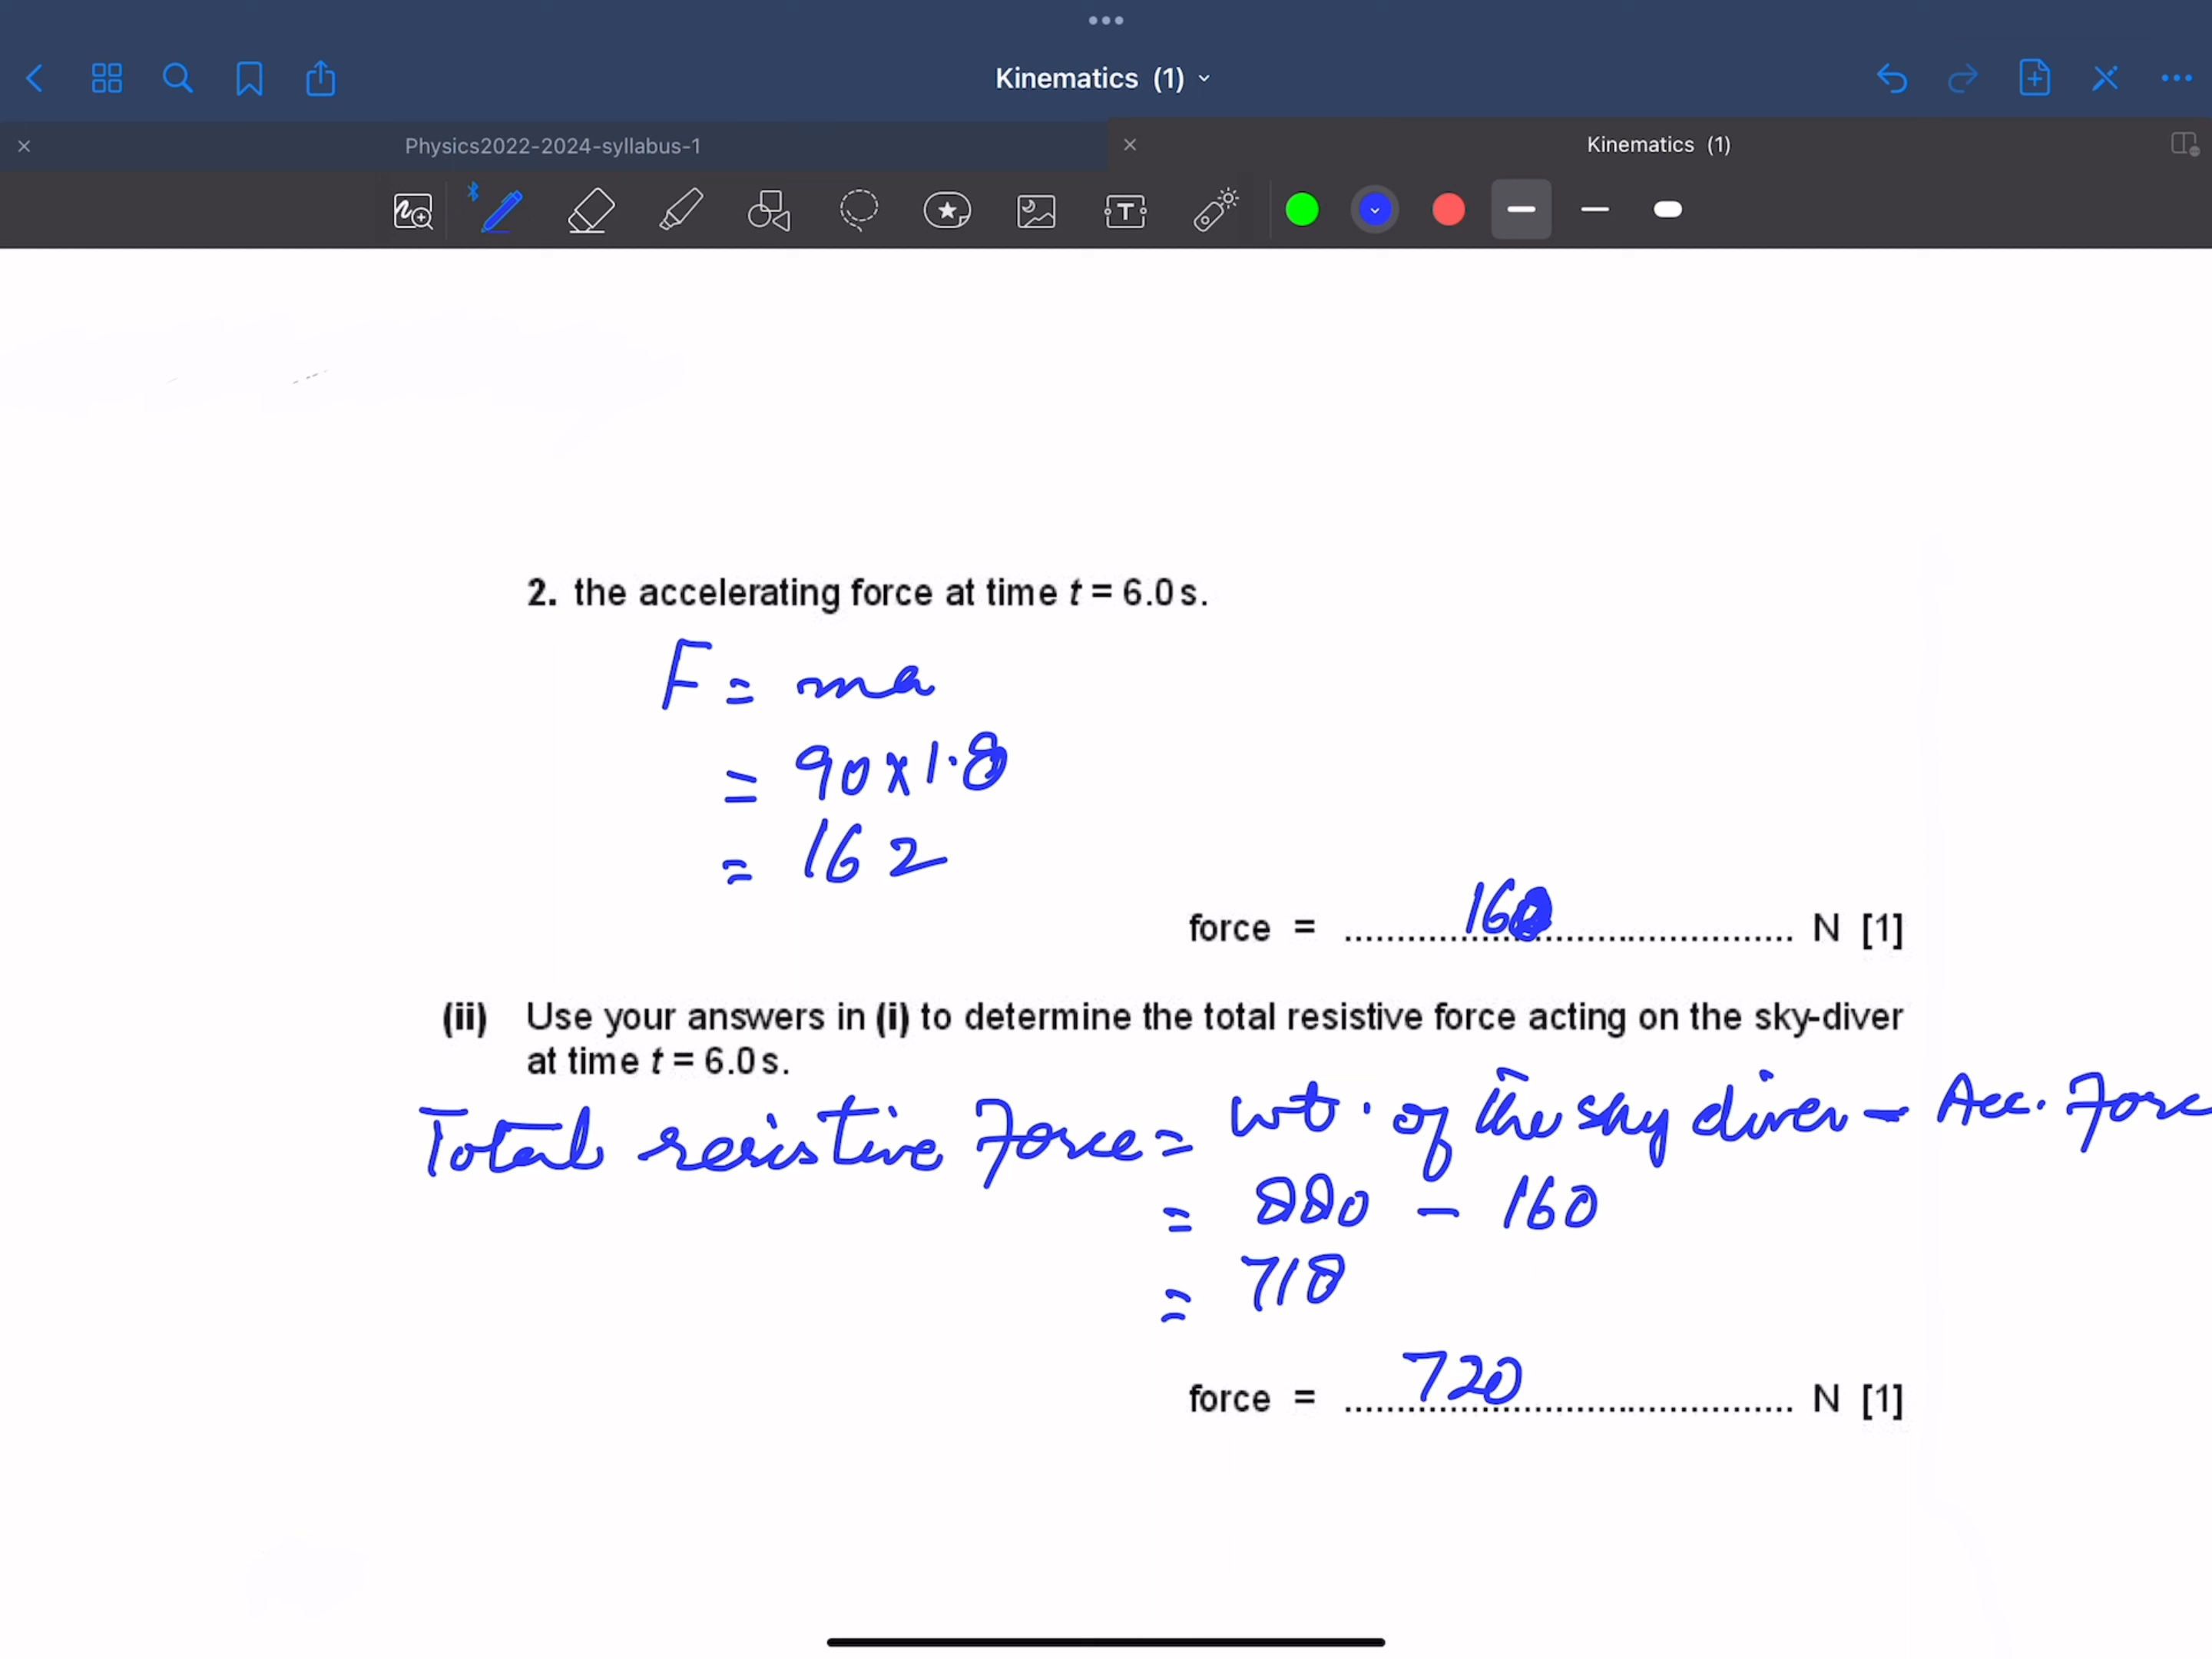 Kinematics (1)
Physics2022-2024-syllabus-1
Kinematics (1)
2. the accelerating force at time t = 6.0 s.
F = ma
= 90 x 1.8
= 162
force = 160 N [1]
(ii) Use your answers in (i) to determine the total resistive force acting on the sky-diver
at time t = 6.0 s.
Total resistive Force = wt. of the sky diver - Acc. Forc
= 880 - 160
= 718
force = 720 N [1]